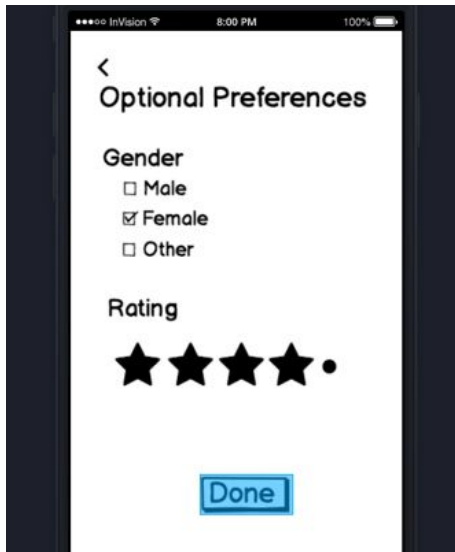 InVision 8:00 PM 100%
Optional Preferences
Gender
Male
Female
Other
Rating
Done